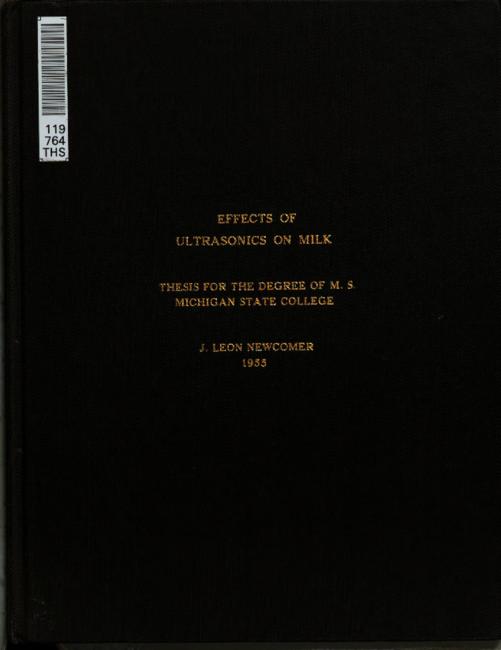 119
764
THS
EFFECTS OF
ULTRASONICS ON MILK
THESIS FOR THE DEGREE OF M. S.
MICHIGAN STATE COLLEGE
J. LEON NEWCOMER
1955